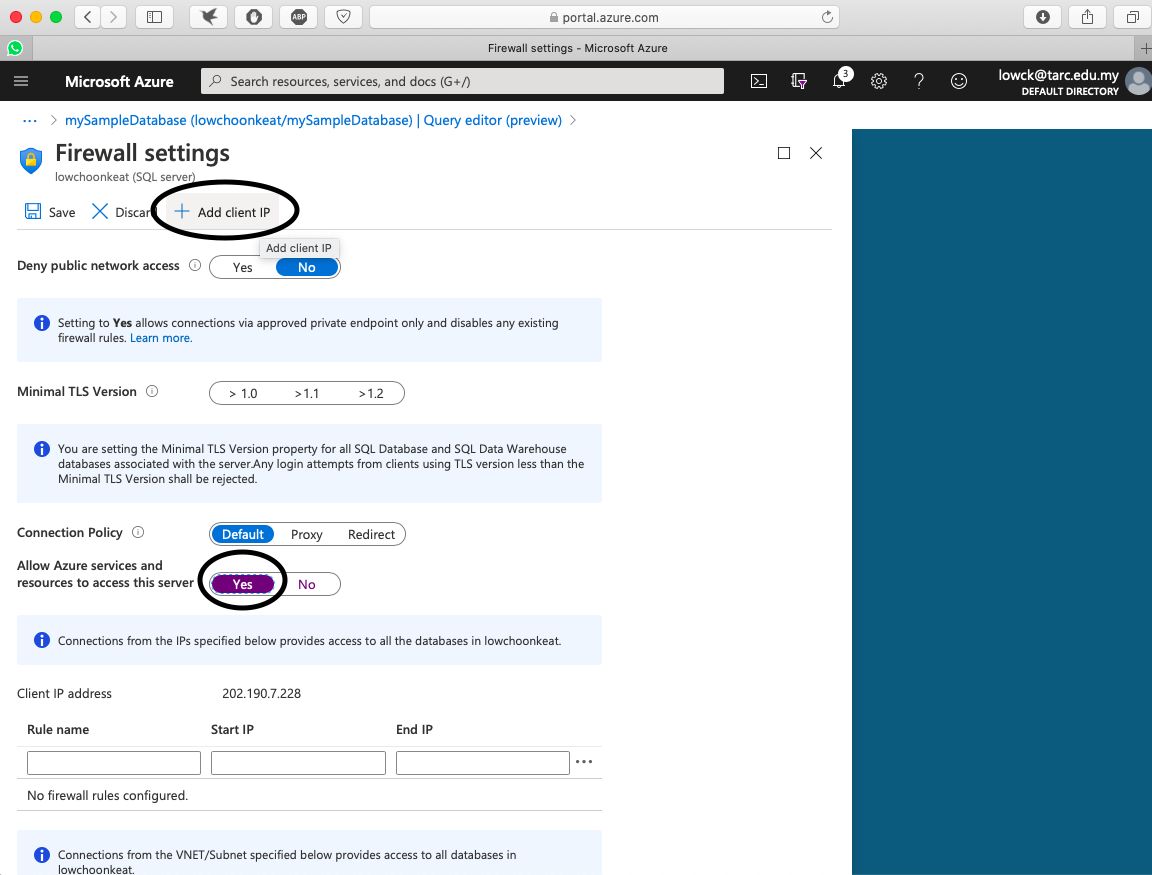 ABP
portal.azure.com
Firewall settings - Microsoft Azure
Microsoft Azure
Search resources, services, and docs (G+/)
3
lowck@tarc.edu.my
DEFAULT DIRECTORY
... > mySampleDatabase (lowchoonkeat/mySampleDatabase) | Query editor (preview) >
Firewall settings
lowchoonkeat (SQL server)
Save Discar Add client IP
Add client IP
Deny public network access Yes No
Setting to Yes allows connections via approved private endpoint only and disables any existing
firewall rules. Learn more.
Minimal TLS Version > 1.0 >1.1 >1.2
You are setting the Minimal TLS Version property for all SQL Database and SQL Data Warehouse
databases associated with the server.Any login attempts from clients using TLS version less than the
Minimal TLS Version shall be rejected.
Connection Policy Default Proxy Redirect
Allow Azure services and
resources to access this server Yes No
Connections from the IPs specified below provides access to all the databases in lowchoonkeat.
Client IP address 202.190.7.228
Rule name Start IP End IP
...
No firewall rules configured.
Connections from the VNET/Subnet specified below provides access to all databases in
lowchoonkeat.